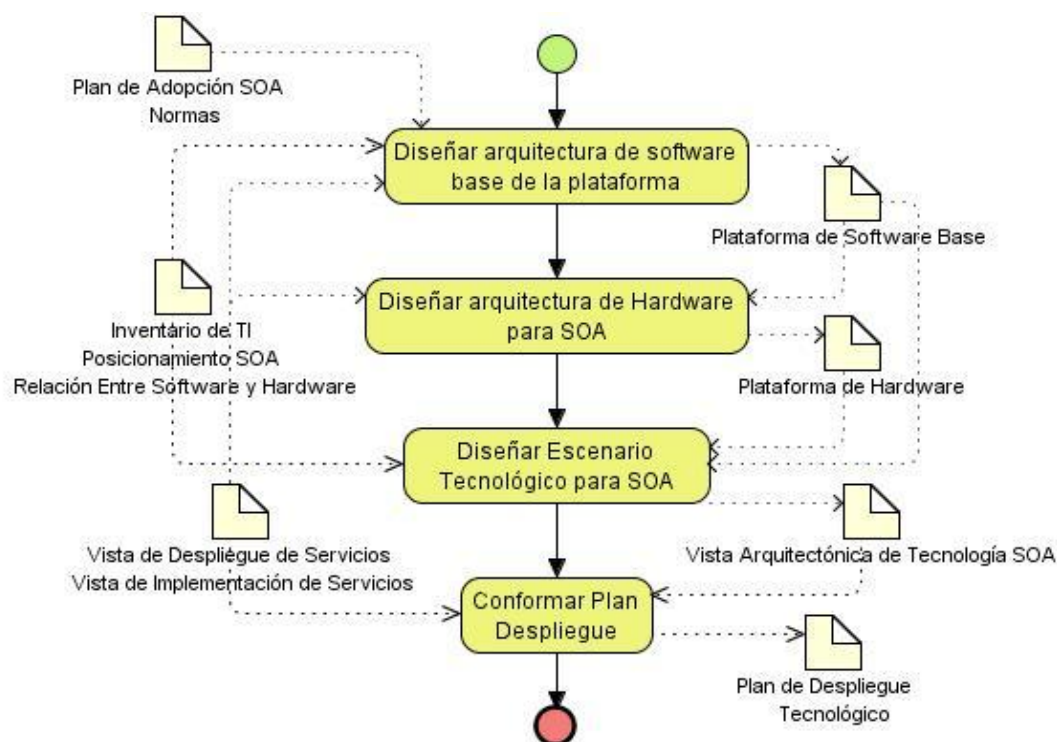 Plan de Adopción SOA
Normas
Diseñar arquitectura de software
base de la plataforma
Plataforma de Software Base
Diseñar arquitectura de Hardware
para SOA
Inventario de TI
Posicionamiento SOA
Relación Entre Software y Hardware
Plataforma de Hardware
Diseñar Escenario
Tecnológico para SOA
Vista de Despliegue de Servicios
Vista de Implementación de Servicios
Vista Arquitectónica de Tecnología SOA
Conformar Plan
Despliegue
Plan de Despliegue
Tecnológico